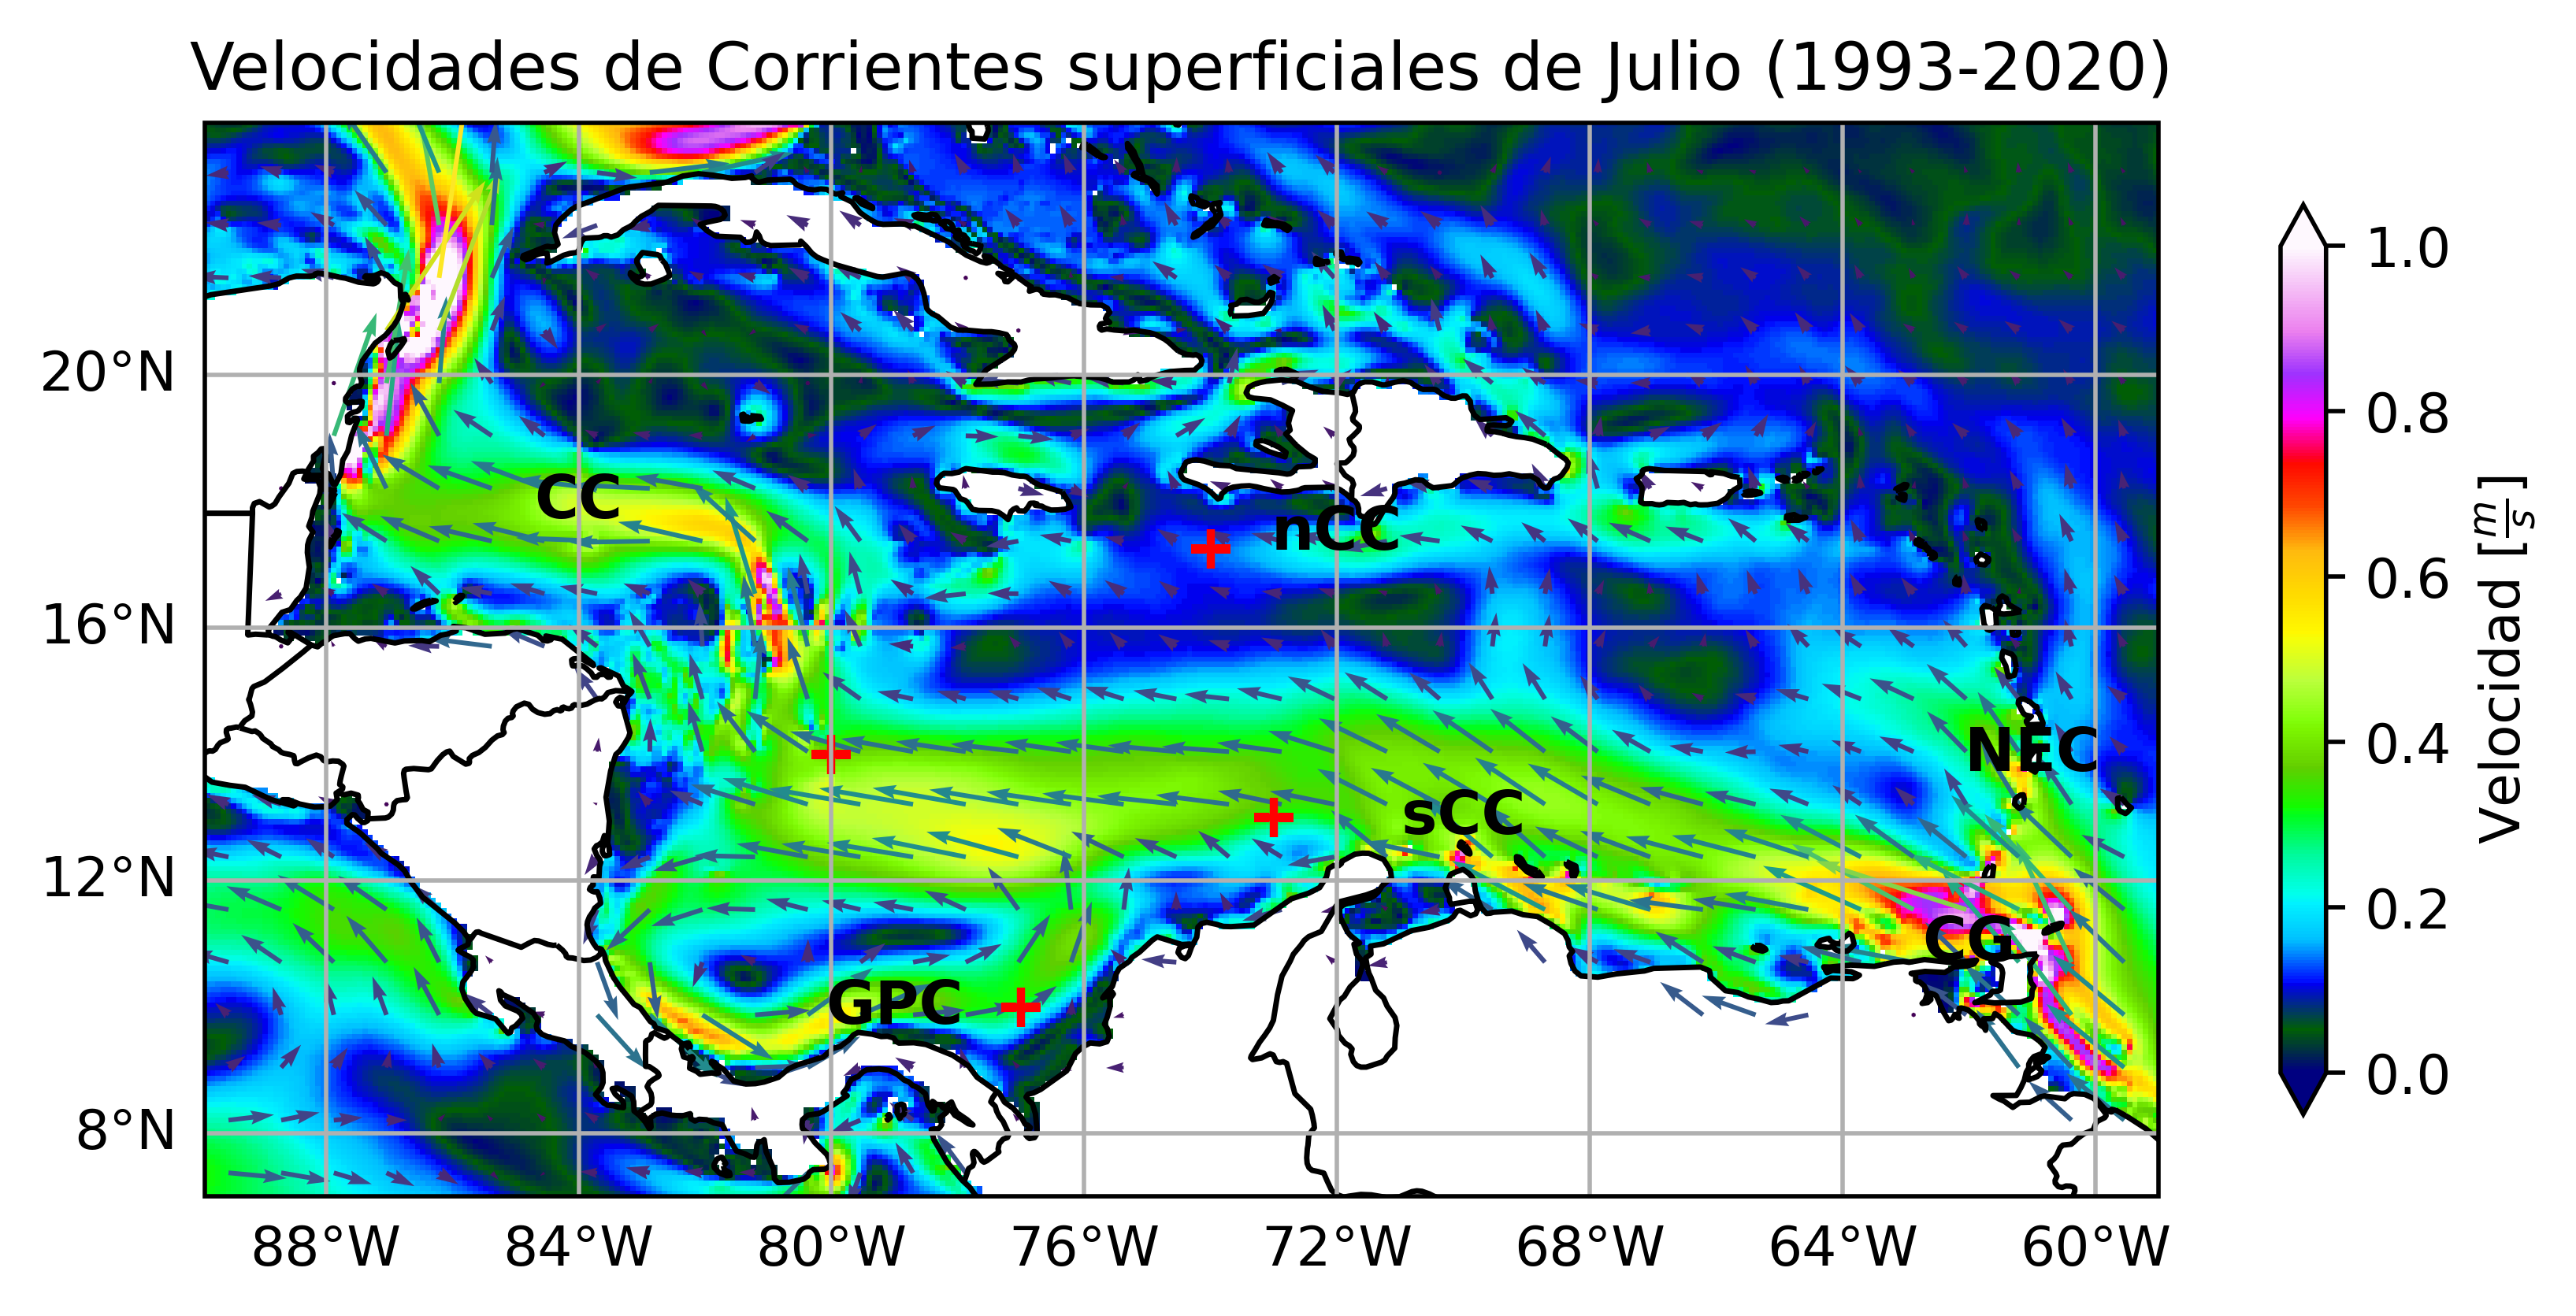 Velocidades de Corrientes superficiales de Julio (1993-2020)
20°N
16°N
12°N
8°N
88°W 84°W 80°W 76°W 72°W 68°W 64°W 60°W
CC
nCC
NEC
sCC
CG
GPC
1.0
0.8
0.6
0.4
0.2
0.0
Velocidad [m/s]